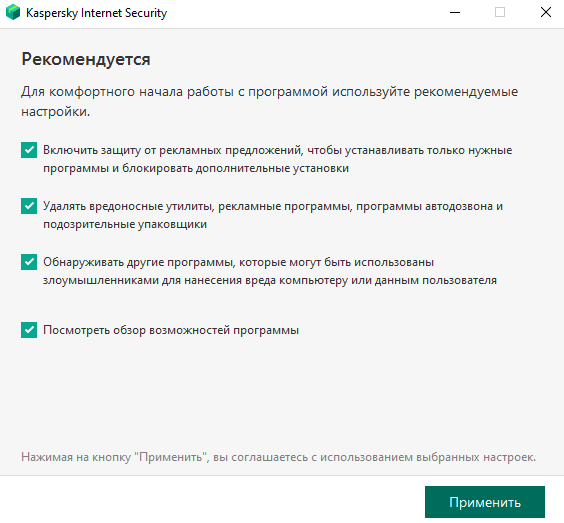 Kaspersky Internet Security
Рекомендуется
Для комфортного начала работы с программой используйте рекомендуемые
настройки.
Включить защиту от рекламных предложений, чтобы устанавливать только нужные
программы и блокировать дополнительные установки
Удалять вредоносные утилиты, рекламные программы, программы автодозвона и
подозрительные упаковщики
Обнаруживать другие программы, которые могут быть использованы
злоумышленниками для нанесения вреда компьютеру или данным пользователя
Посмотреть обзор возможностей программы
Нажимая на кнопку "Применить", вы соглашаетесь с использованием выбранных настроек.
Применить